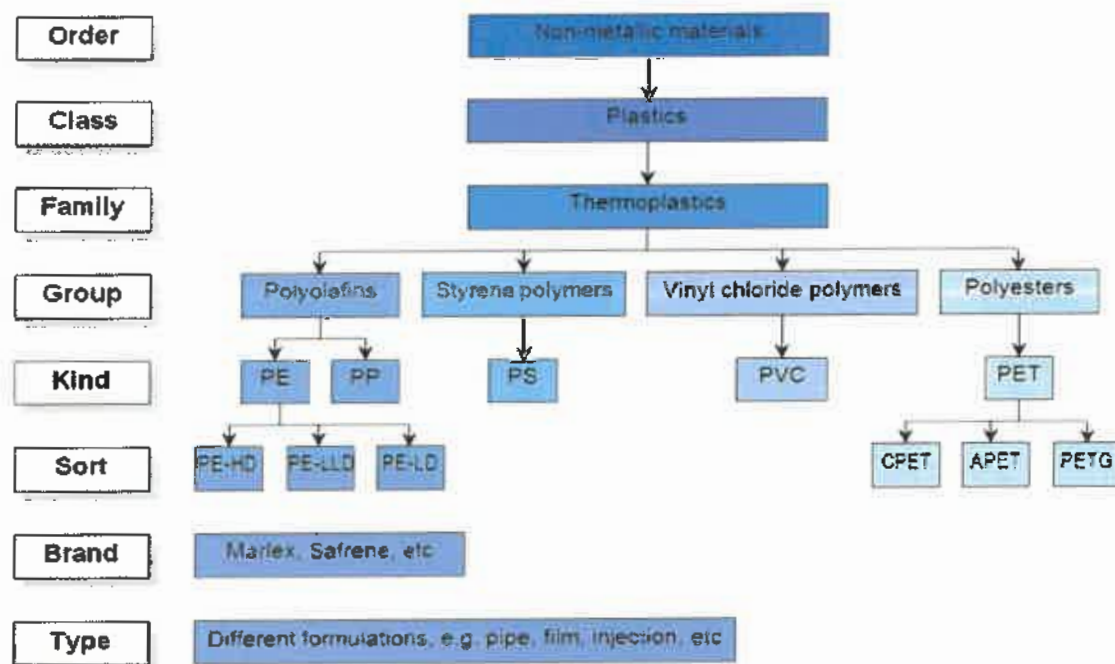 Order
Non-metallic materials
Class
Plastics
Family
Thermoplastics
Group
Polyolafins
Styrene polymers
Vinyl chloride polymers
Polyesters
Kind
PE
PP
PS
PVC
PET
Sort
PE-HD
PE-LLD
PE-LD
CPET
APET
PETG
Brand
Marlex, Safrene, etc
Type
Different formulations, e.g. pipe, film, injection, etc